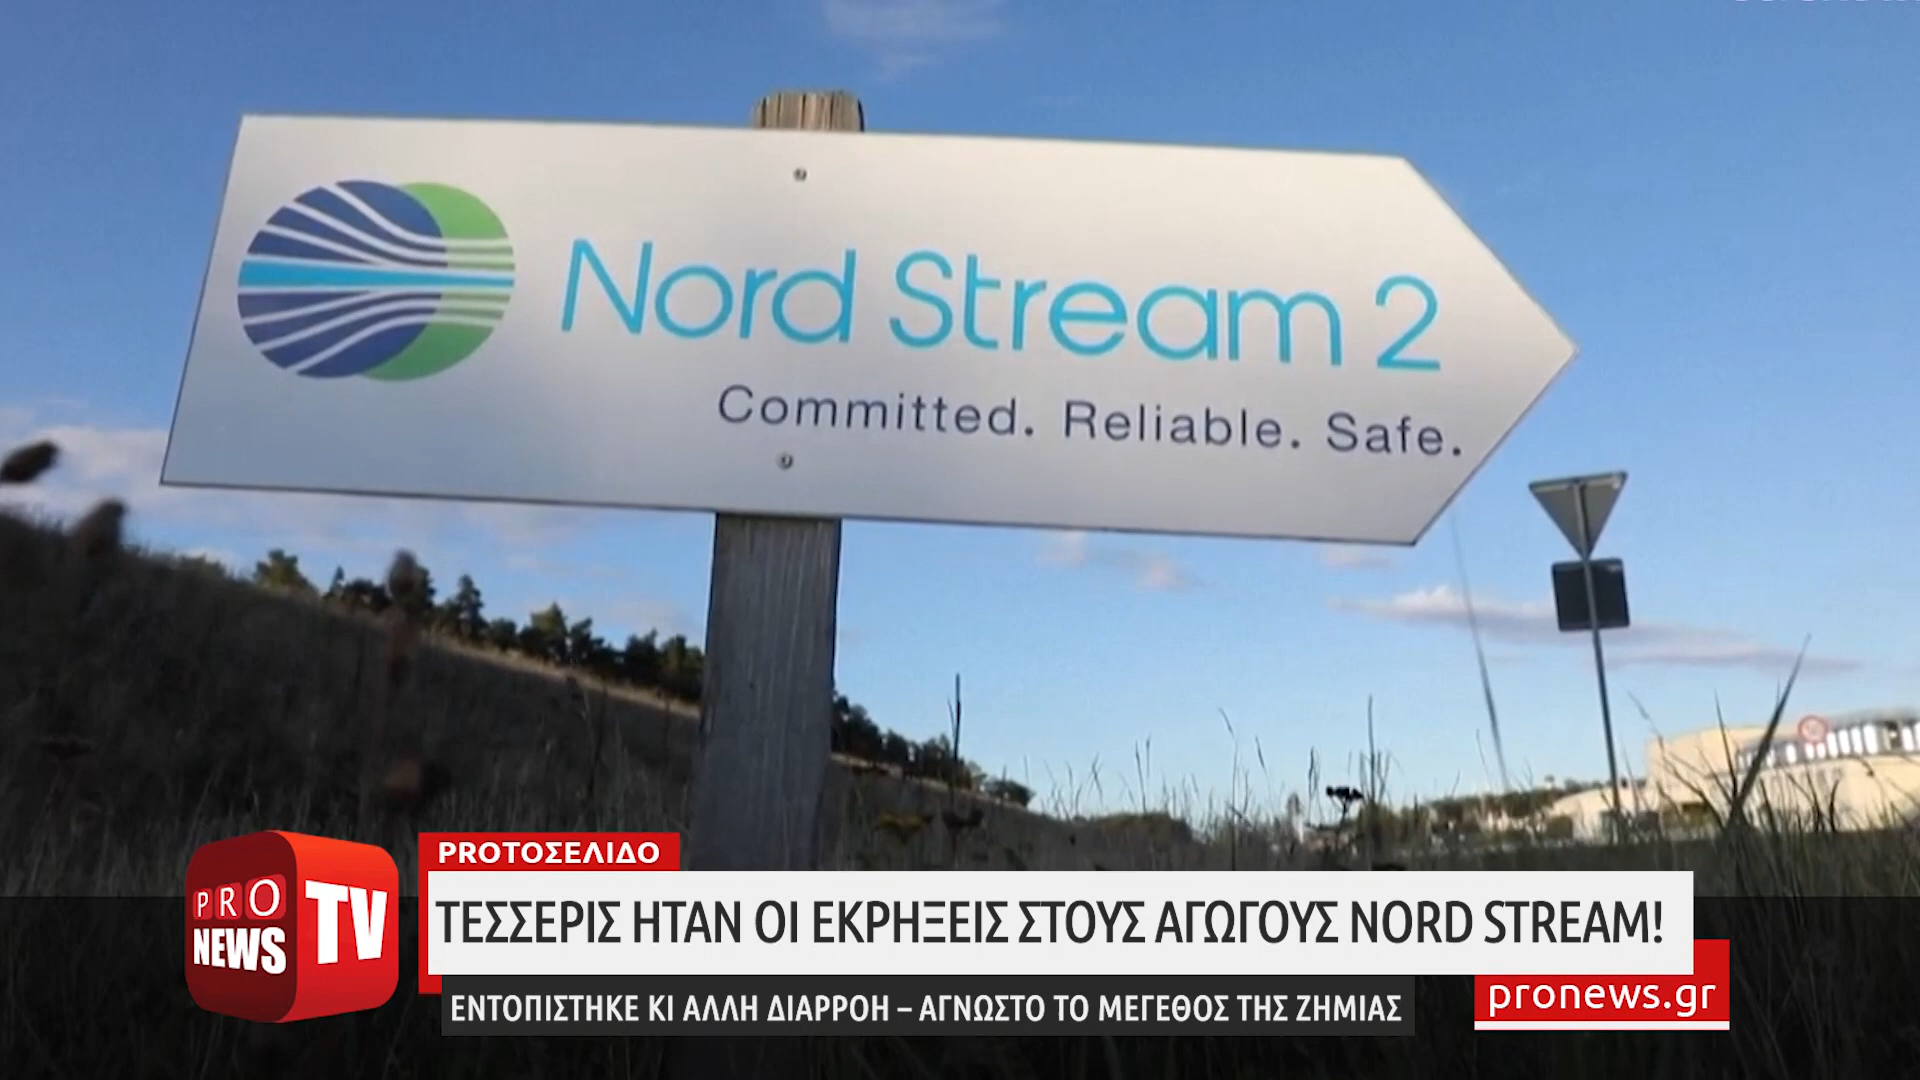 Nord Stream 2
Committed. Reliable. Safe.
PROTOΣΕΛΙΔΟ
PRO
NEWS
TV
ΤΕΣΣΕΡΙΣ ΗΤΑΝ ΟΙ ΕΚΡΗΞΕΙΣ ΣΤΟΥΣ ΑΓΩΓΟΥΣ NORD STREAM!
ΕΝΤΟΠΙΣΤΗΚΕ ΚΙ ΑΛΛΗ ΔΙΑΡΡΟΗ – ΑΓΝΩΣΤΟ ΤΟ ΜΕΓΕΘΟΣ ΤΗΣ ΖΗΜΙΑΣ
pronews.gr